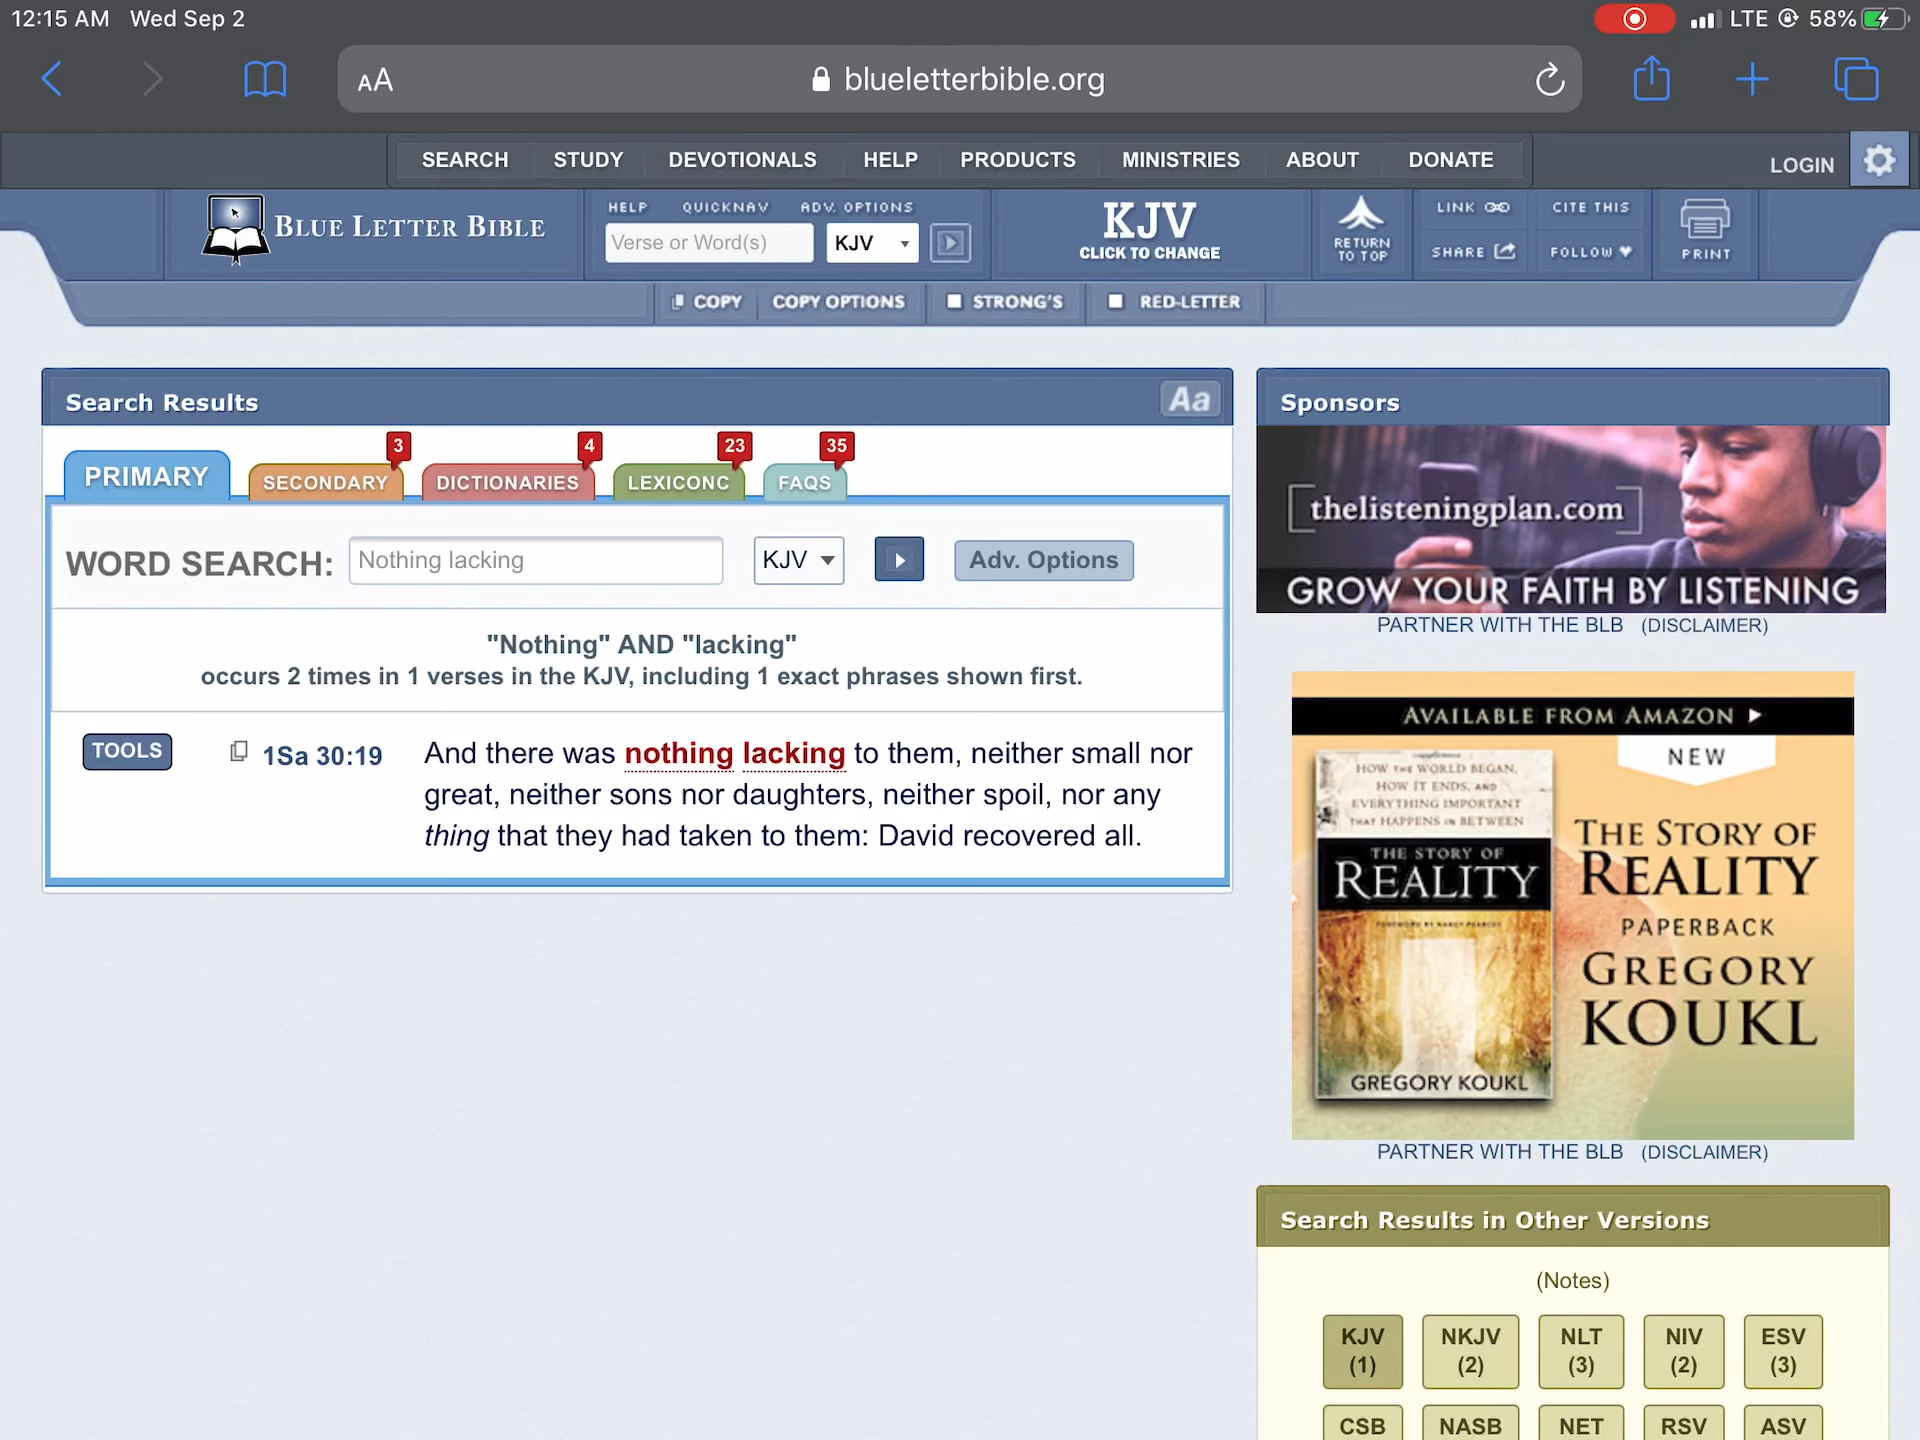 12:15 AM Wed Sep 2
LTE 58%
AA blueletterbible.org
SEARCH STUDY DEVOTIONALS HELP PRODUCTS MINISTRIES ABOUT DONATE
LOGIN
BLUE LETTER BIBLE
HELP QUICKNAV ADV. OPTIONS
Verse or Word(s) KJV
KJV
CLICK TO CHANGE
RETURN
TO TOP
LINK CITE THIS
SHARE FOLLOW
PRINT
COPY COPY OPTIONS STRONG'S RED-LETTER
Search Results Aa
3 4 23 35
PRIMARY SECONDARY DICTIONARIES LEXICONC FAQS
WORD SEARCH: Nothing lacking KJV Adv. Options
"Nothing" AND "lacking"
occurs 2 times in 1 verses in the KJV, including 1 exact phrases shown first.
TOOLS 1Sa 30:19 And there was nothing lacking to them, neither small nor
great, neither sons nor daughters, neither spoil, nor any
thing that they had taken to them: David recovered all.
Sponsors
thelisteningplan.com
GROW YOUR FAITH BY LISTENING
PARTNER WITH THE BLB (DISCLAIMER)
AVAILABLE FROM AMAZON
NEW
HOW THE WORLD BEGAN,
HOW IT ENDS, AND
EVERYTHING IMPORTANT
THAT HAPPENS IN BETWEEN
THE STORY OF
REALITY
FOREWORD BY NANCY PEARCEY
GREGORY KOUKL
THE STORY OF
REALITY
PAPERBACK
GREGORY
KOUKL
PARTNER WITH THE BLB (DISCLAIMER)
Search Results in Other Versions
(Notes)
KJV NKJV NLT NIV ESV
(1) (2) (3) (2) (3)
CSB NASB NET RSV ASV